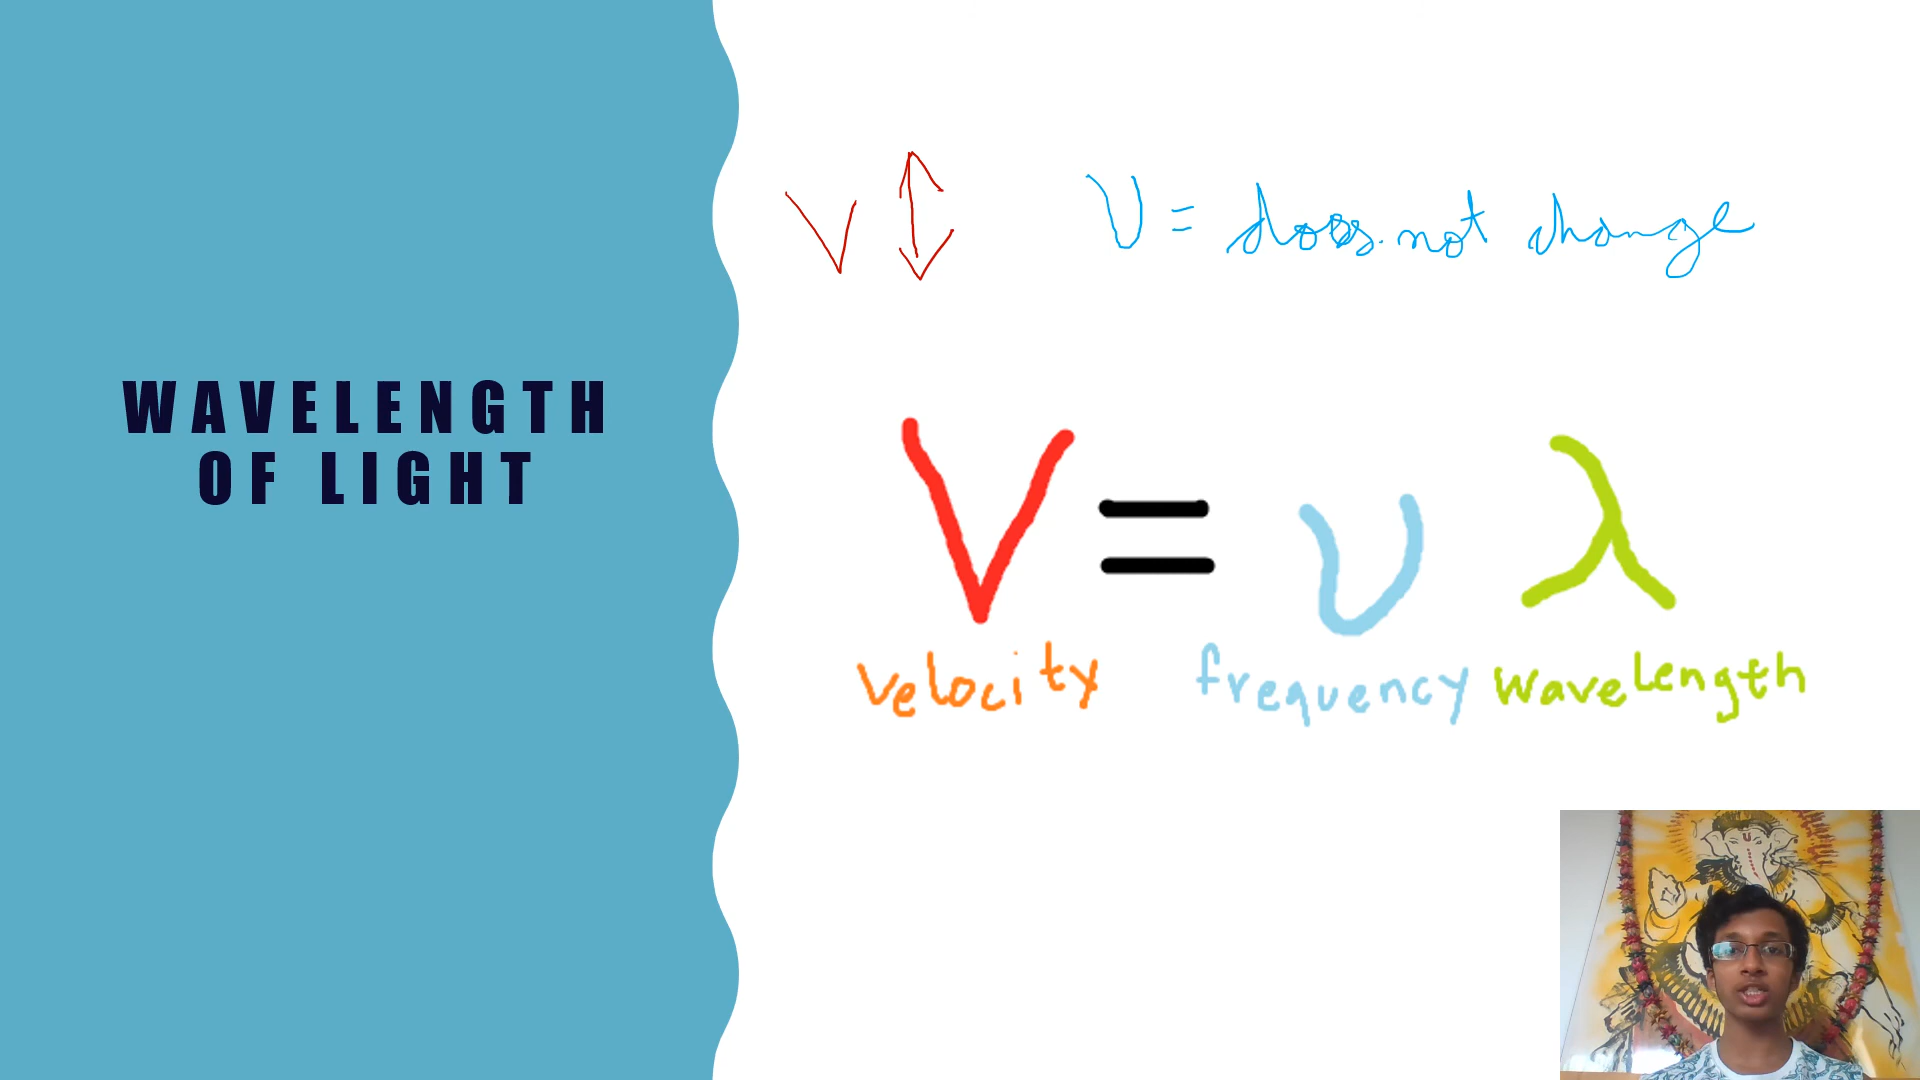 WAVELENGTH
OF LIGHT
V ↕
υ = does not change
V = υ λ
velocity frequency wavelength